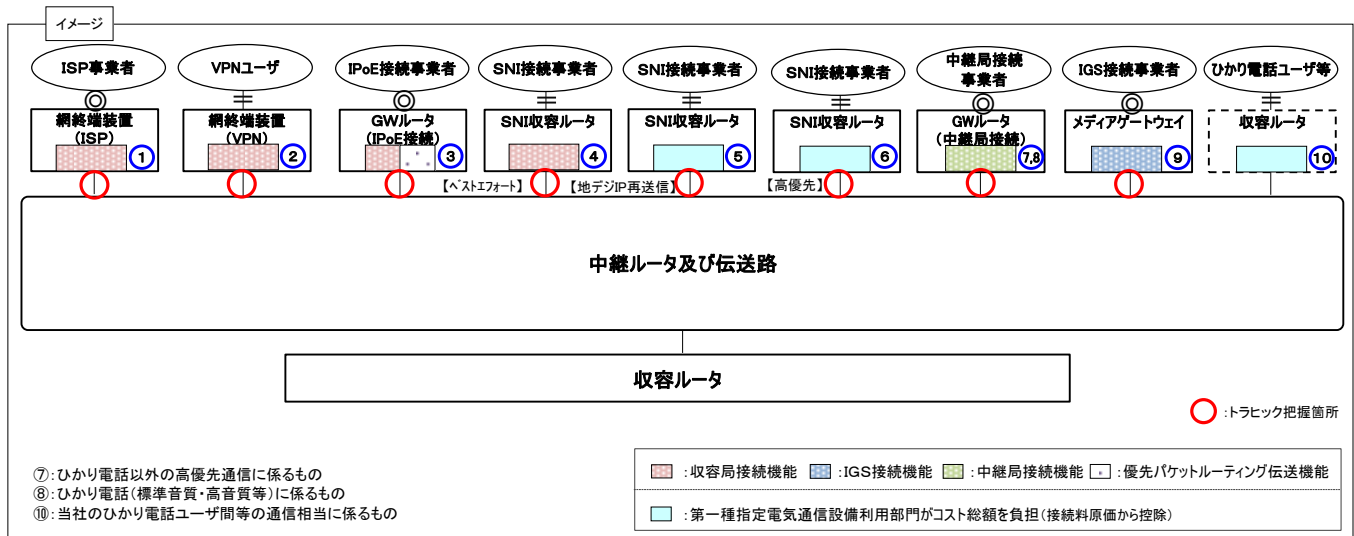 イメージ
ISP事業者
VPNユーザ
IPoE接続事業者
SNI接続事業者
SNI接続事業者
SNI接続事業者
中継局接続
事業者
IGS接続事業者
ひかり電話ユーザ等
網終端装置
(ISP)
①
網終端装置
(VPN)
②
GWルータ
(IPoE接続)
③
SNI収容ルータ
④
SNI収容ルータ
⑤
SNI収容ルータ
⑥
GWルータ
(中継局接続)
7,8
メディアゲートウェイ
⑨
収容ルータ
⑩
【ベストエフォート】
【地デジIP再送信】
【高優先】
中継ルータ及び伝送路
収容ルータ
:トラヒック把握箇所
⑦:ひかり電話以外の高優先通信に係るもの
⑧:ひかり電話(標準音質・高音質等)に係るもの
⑩:当社のひかり電話ユーザ間等の通信相当に係るもの
:収容局接続機能 :IGS接続機能 :中継局接続機能 :優先パケットルーティング伝送機能
:第一種指定電気通信設備利用部門がコスト総額を負担(接続料原価から控除)